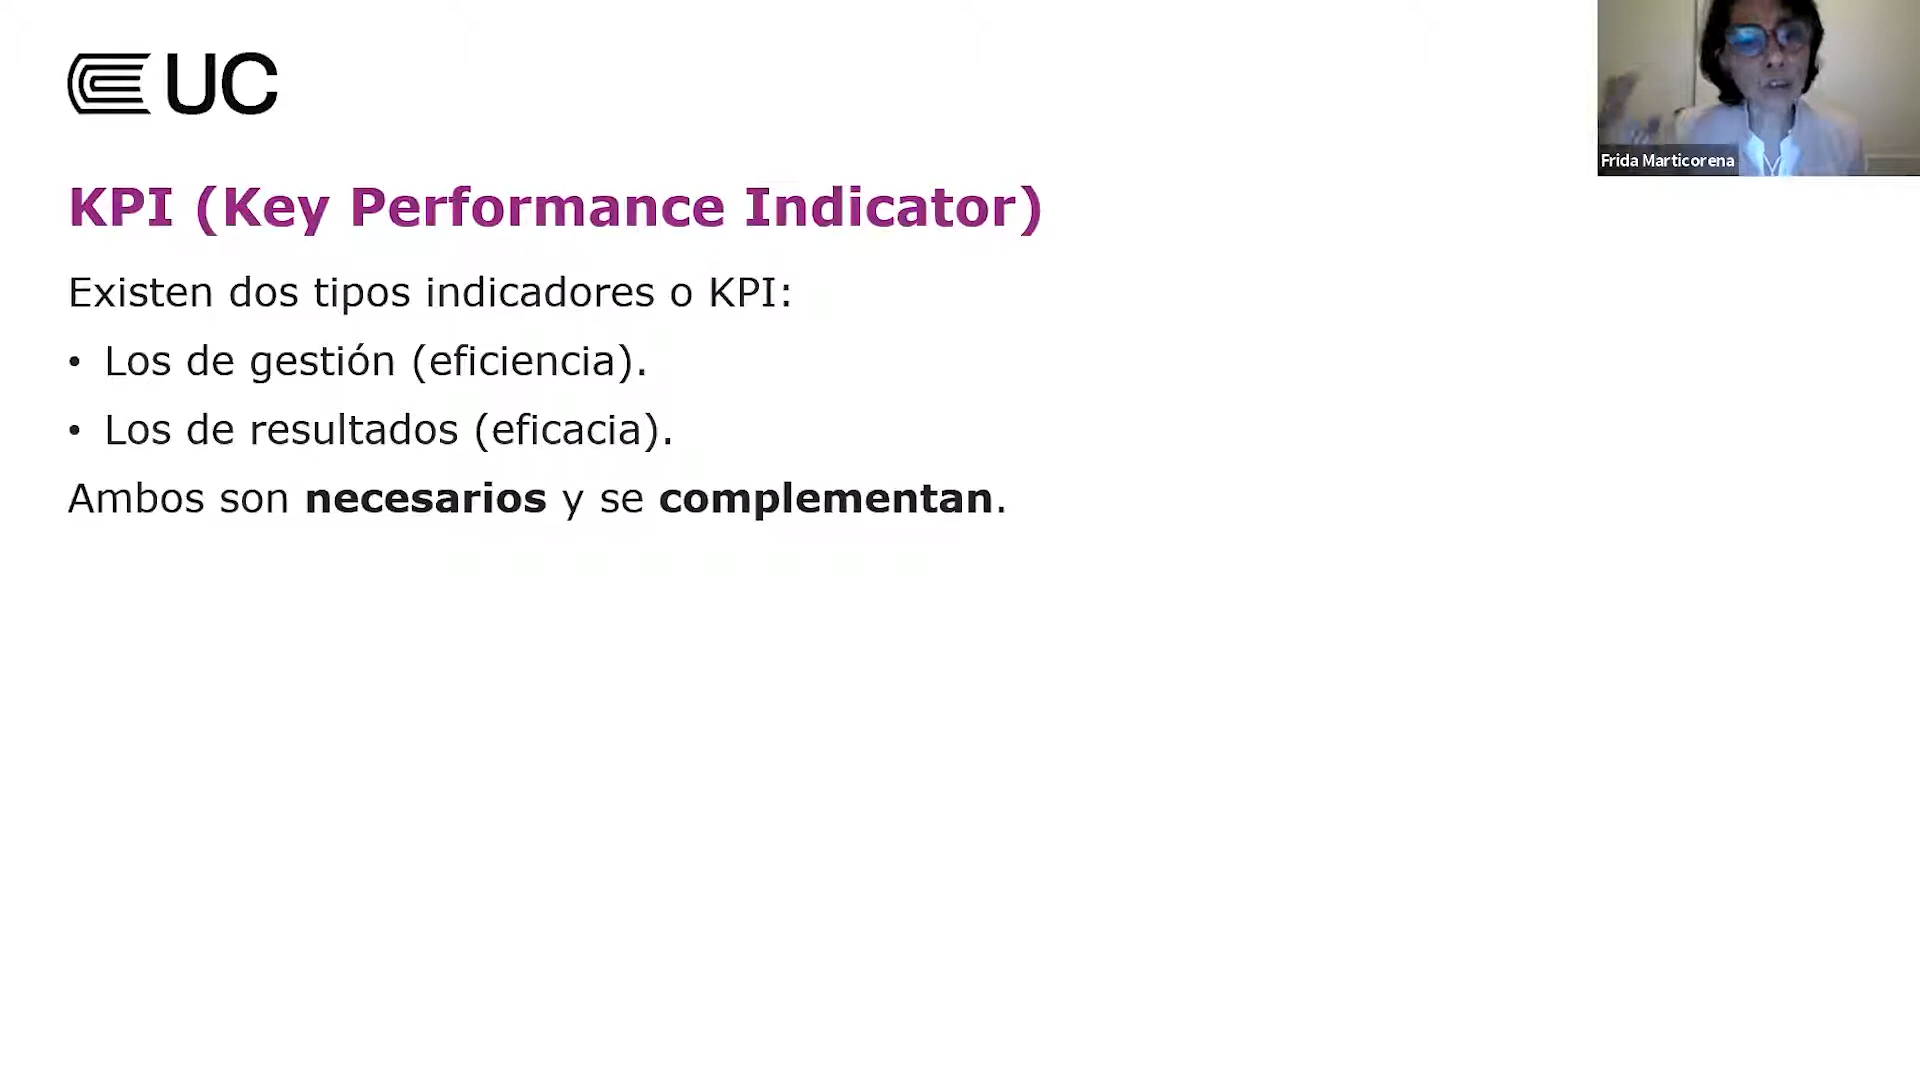 UC
Frida Marticorena
KPI (Key Performance Indicator)
Existen dos tipos indicadores o KPI:
• Los de gestión (eficiencia).
• Los de resultados (eficacia).
Ambos son necesarios y se complementan.